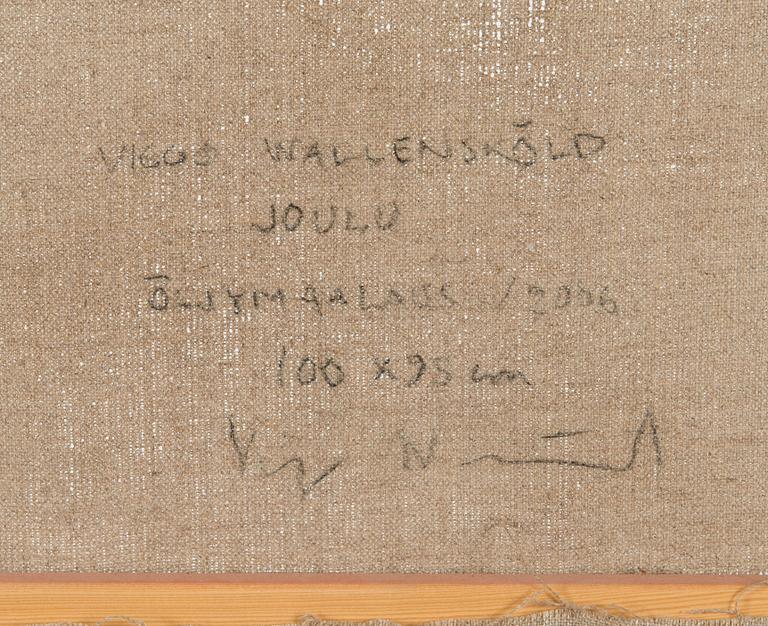 VIGGO WALLENSKÖLD
JOULU
ÖLJYMAALAUS / 2006
100 x 95 cm